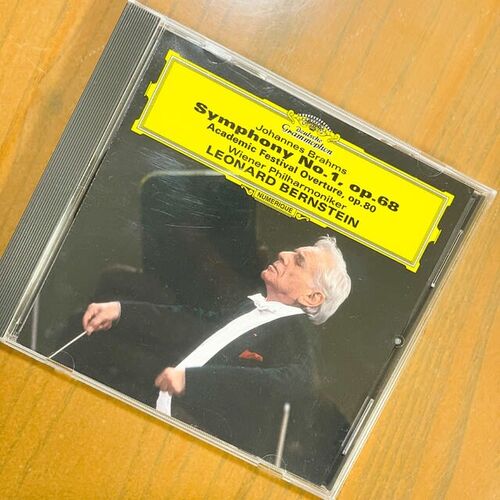 Deutsche
Grammophon
Johannes Brahms
Symphony No.1, op.68
Academic Festival Overture, op.80
Wiener Philharmoniker
LEONARD BERNSTEIN
NUMERIQUE